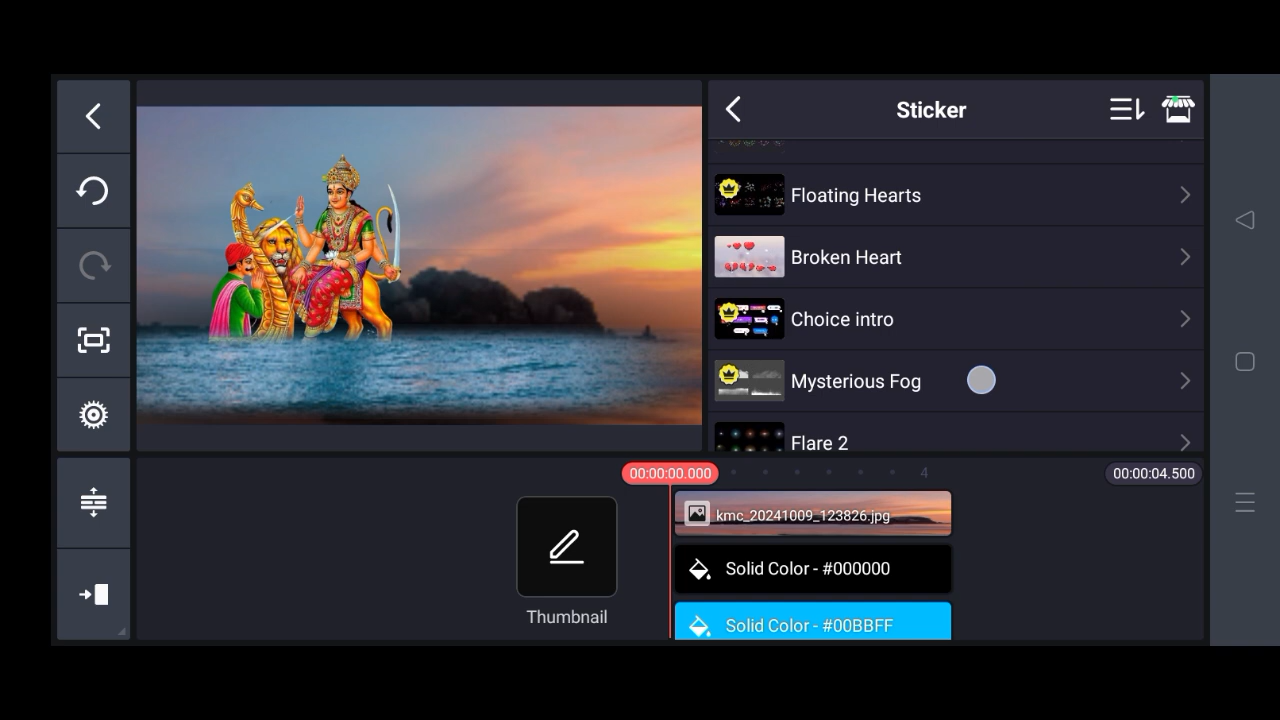 Sticker
Floating Hearts
Broken Heart
Choice intro
Mysterious Fog
Flare 2
00:00:00.000
4
00:00:04.500
kmc_20241009_123826.jpg
Solid Color - #000000
Solid Color - #00BBFF
Thumbnail